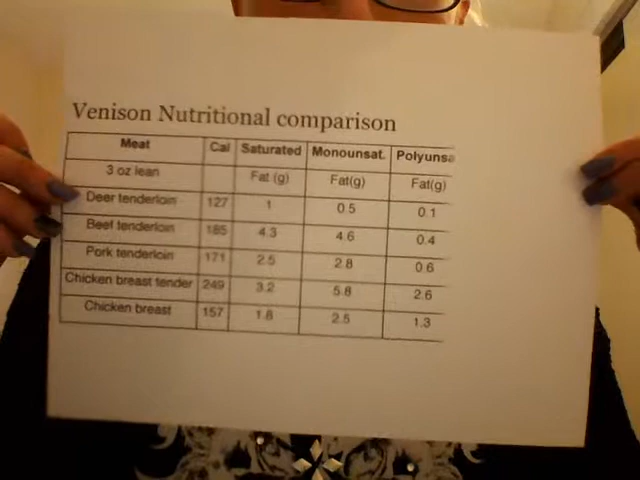 Venison Nutritional comparison
Meat Cal Saturated Monounsat. Polyunsa
3 oz lean Fat (g) Fat(g) Fat(g)
Deer tenderloin 127 1 0.5 0.1
Beef tenderloin 185 4.3 4.6 0.4
Pork tenderloin 171 2.5 2.8 0.6
Chicken breast tender 249 3.2 5.8 2.6
Chicken breast 157 1.8 2.5 1.3